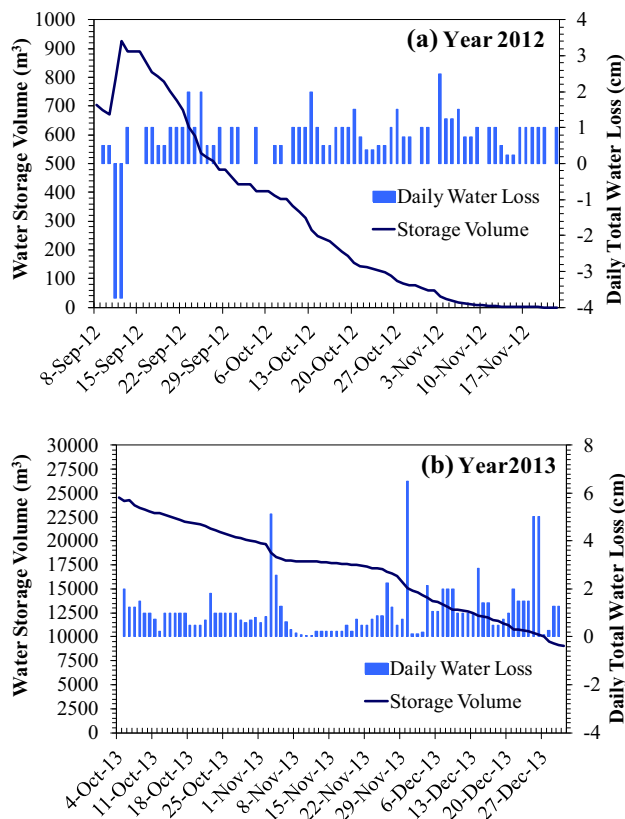 (a) Year 2012
Water Storage Volume (m³)
1000
900
800
700
600
500
400
300
200
100
0
Daily Total Water Loss (cm)
4
3
2
1
0
-1
-2
-3
-4
Daily Water Loss
Storage Volume
8-Sep-12
15-Sep-12
22-Sep-12
29-Sep-12
6-Oct-12
13-Oct-12
20-Oct-12
27-Oct-12
3-Nov-12
10-Nov-12
17-Nov-12
(b) Year2013
Water Storage Volume (m³)
30000
27500
25000
22500
20000
17500
15000
12500
10000
7500
5000
2500
0
Daily Total Water Loss (cm)
8
6
4
2
0
-2
-4
Daily Water Loss
Storage Volume
4-Oct-13
11-Oct-13
18-Oct-13
25-Oct-13
1-Nov-13
8-Nov-13
15-Nov-13
22-Nov-13
29-Nov-13
6-Dec-13
13-Dec-13
20-Dec-13
27-Dec-13